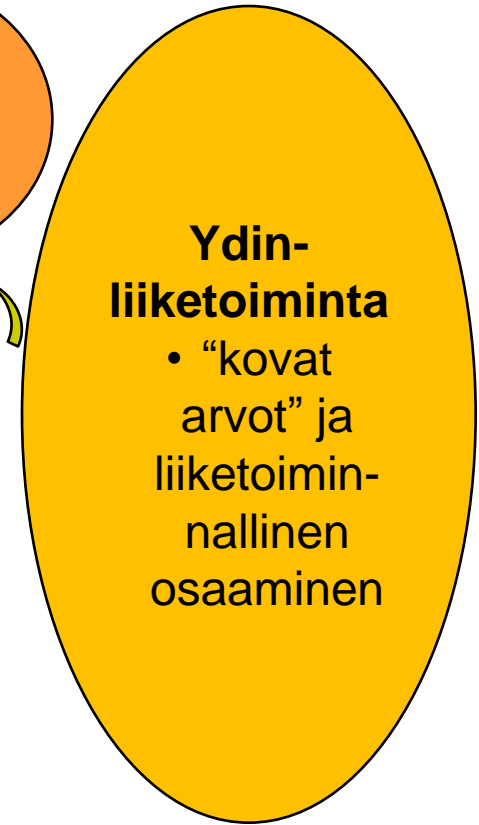 Ydin-
liiketoiminta
• “kovat
arvot” ja
liiketoimin-
nallinen
osaaminen